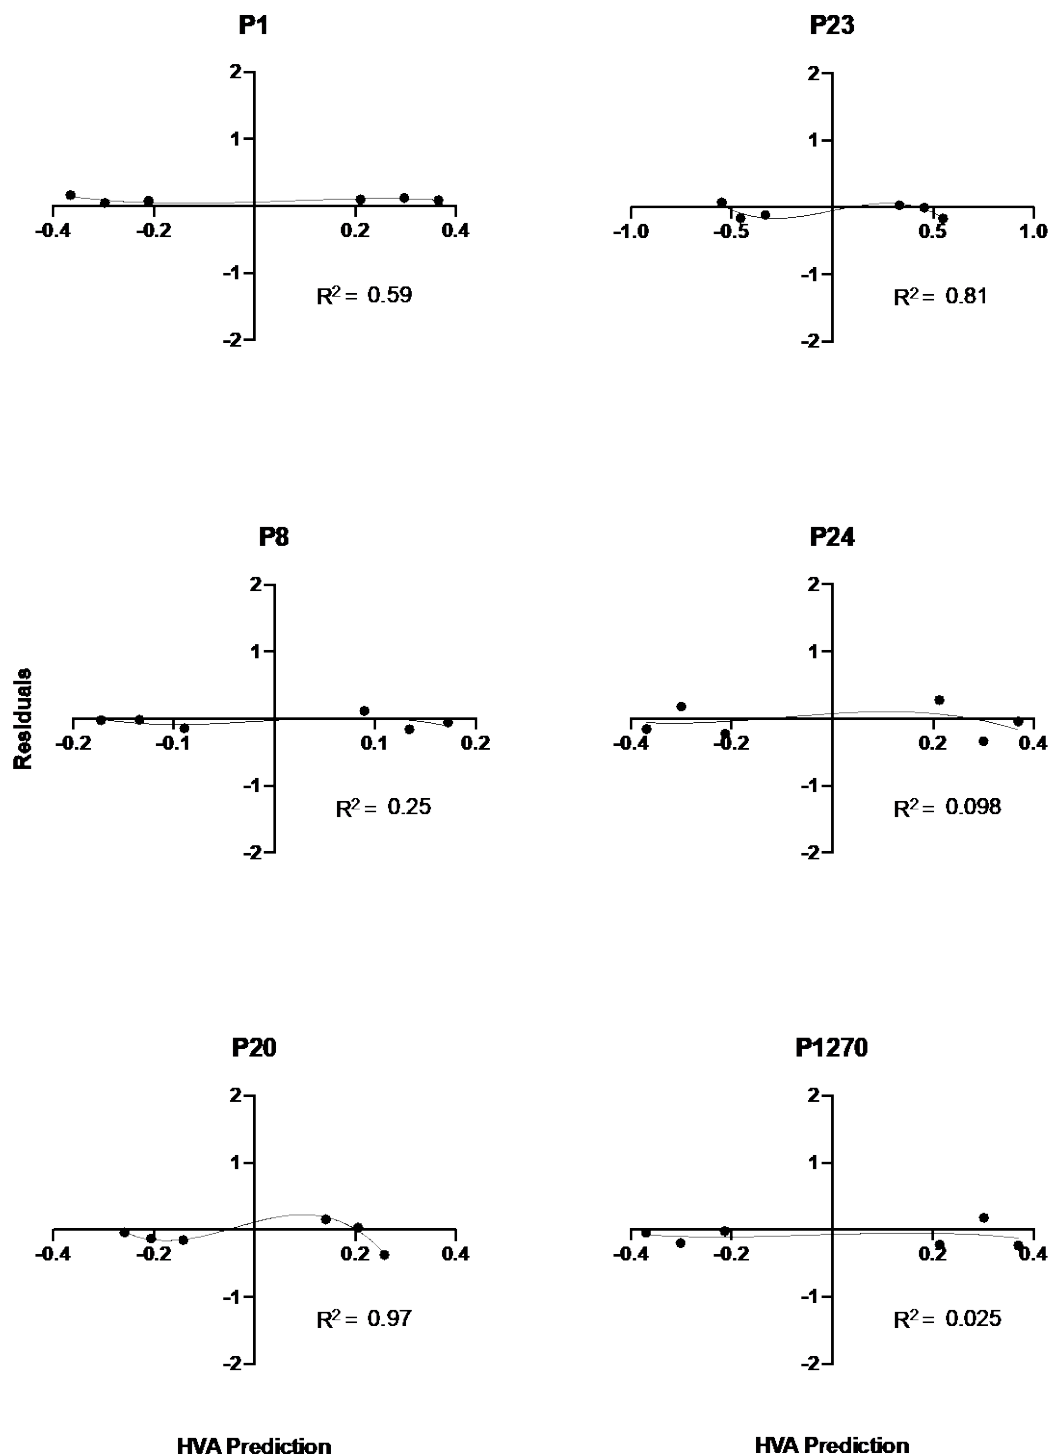 P1
2
1
-0.4 -0.2 0.2 0.4
-1
R² = 0.59
-2
P23
2
1
-1.0 -0.5 0.5 1.0
-1
R² = 0.81
-2
P8
2
1
-0.2 -0.1 0.1 0.2
-1
R² = 0.25
-2
P24
2
1
-0.4 -0.2 0.2 0.4
-1
R² = 0.098
-2
Residuals
P20
2
1
-0.4 -0.2 0.2 0.4
-1
R² = 0.97
-2
HVA Prediction
P1270
2
1
-0.4 -0.2 0.2 0.4
-1
R² = 0.025
-2
HVA Prediction